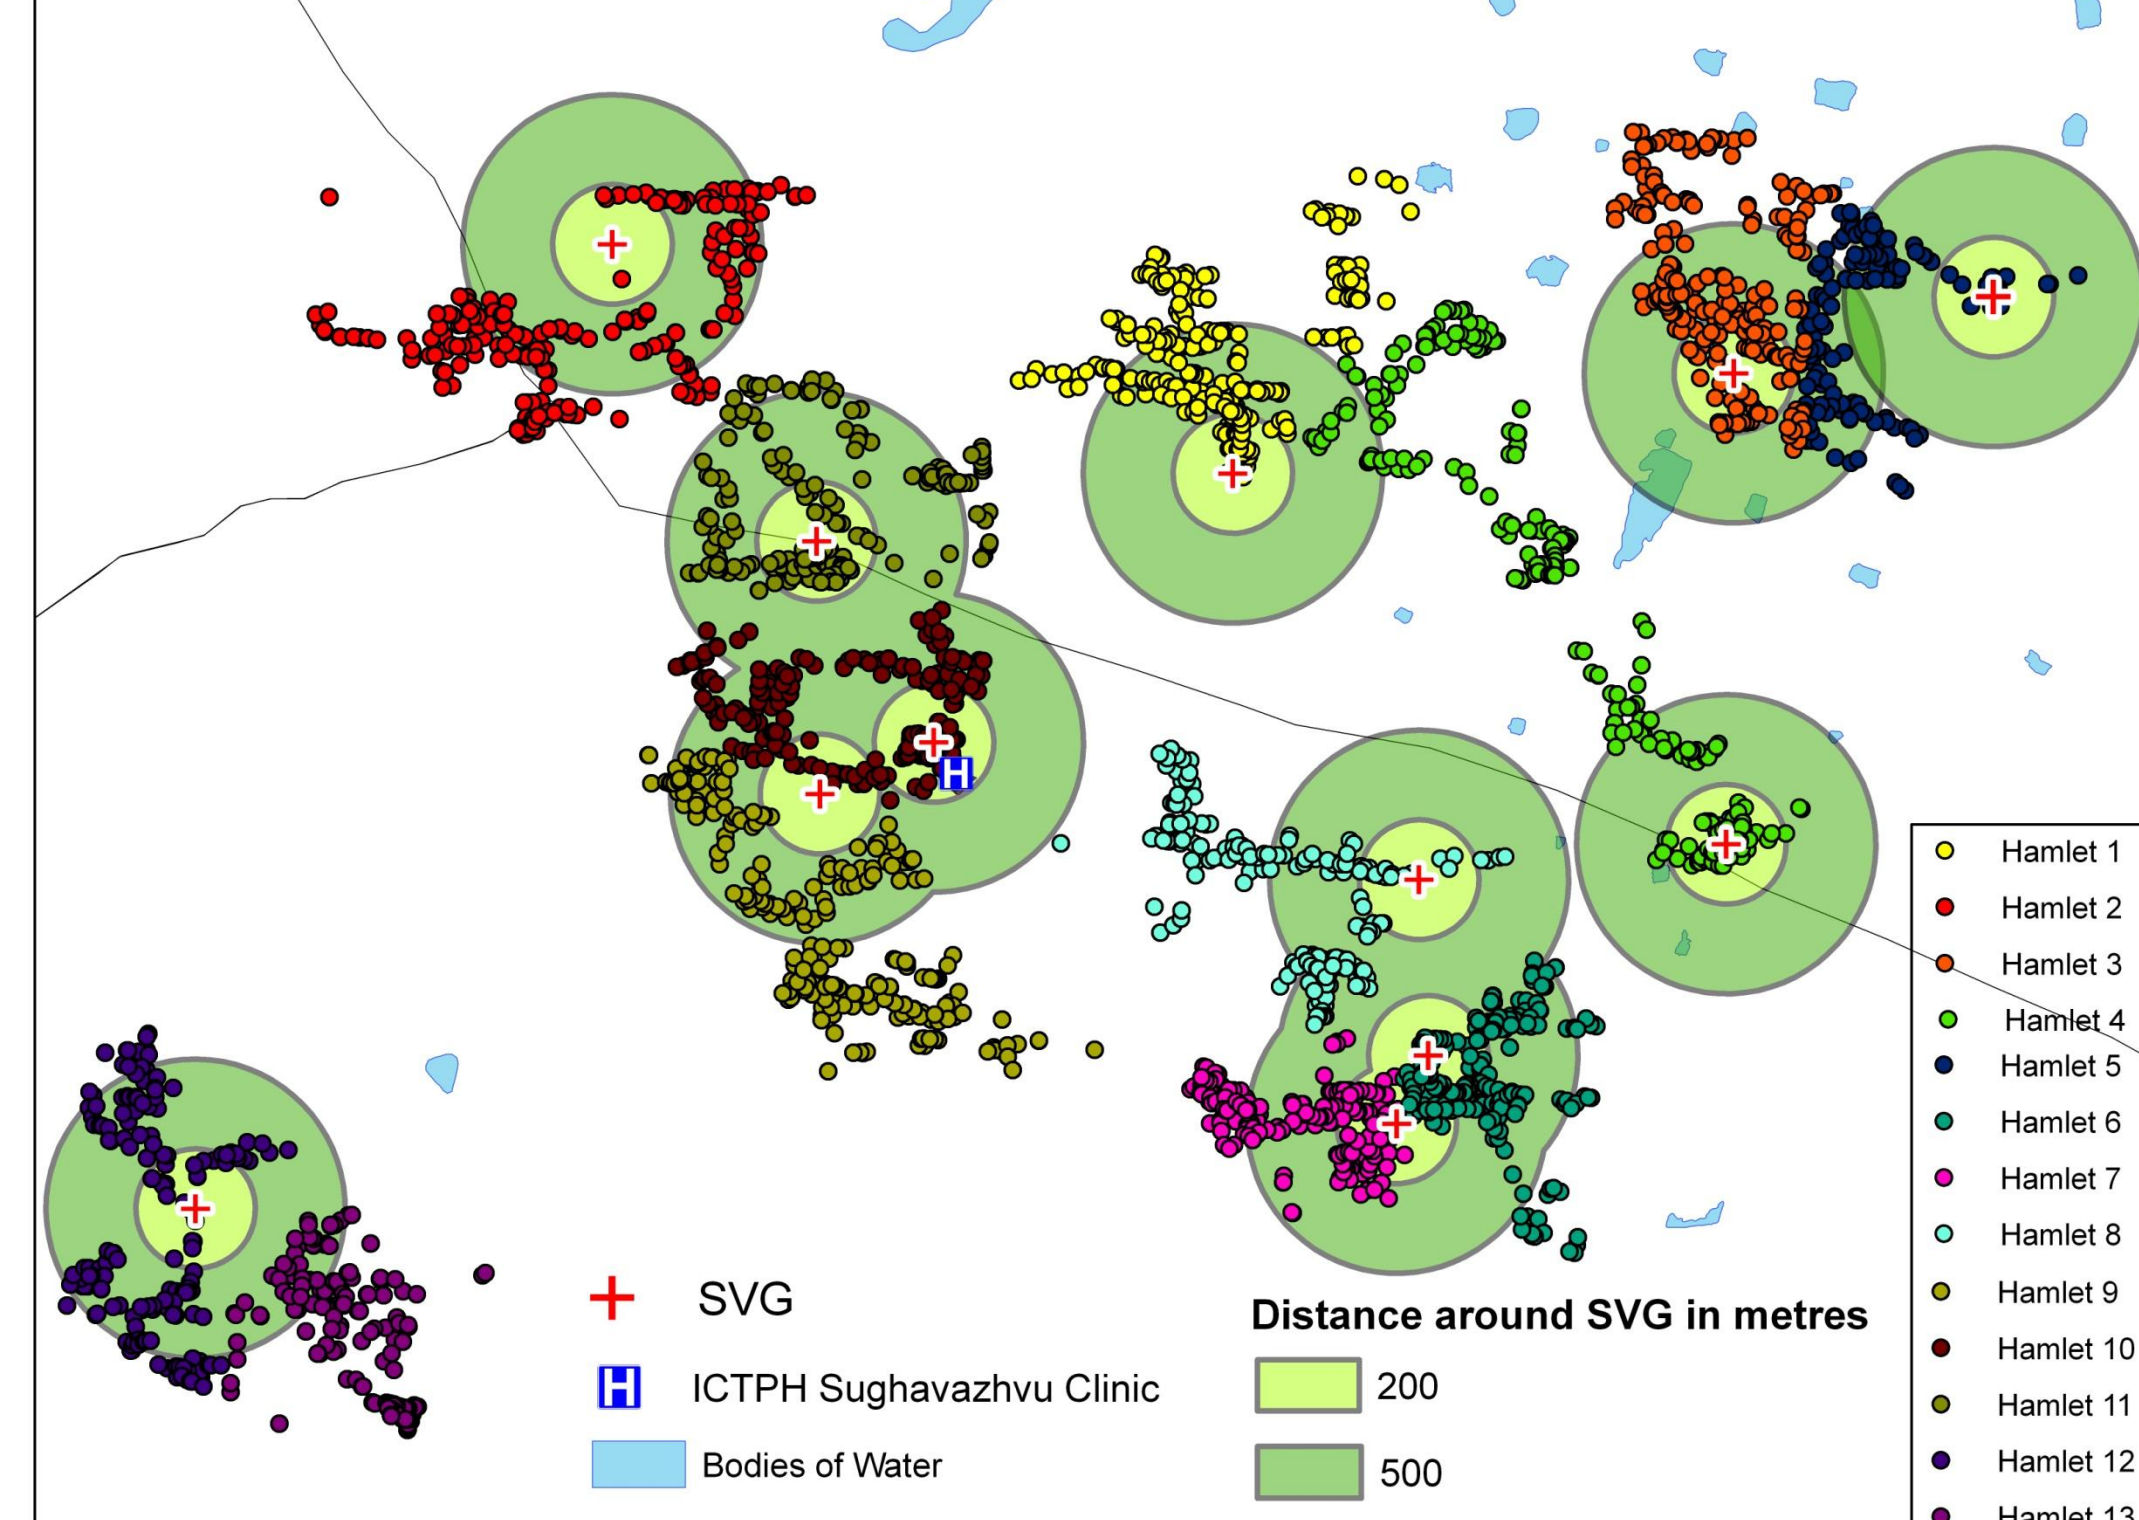 H
Hamlet 1
Hamlet 2
Hamlet 3
Hamlet 4
Hamlet 5
Hamlet 6
Hamlet 7
Hamlet 8
Hamlet 9
Hamlet 10
Hamlet 11
Hamlet 12
Hamlet 13
SVG
H ICTPH Sughavazhvu Clinic
Bodies of Water
Distance around SVG in metres
200
500